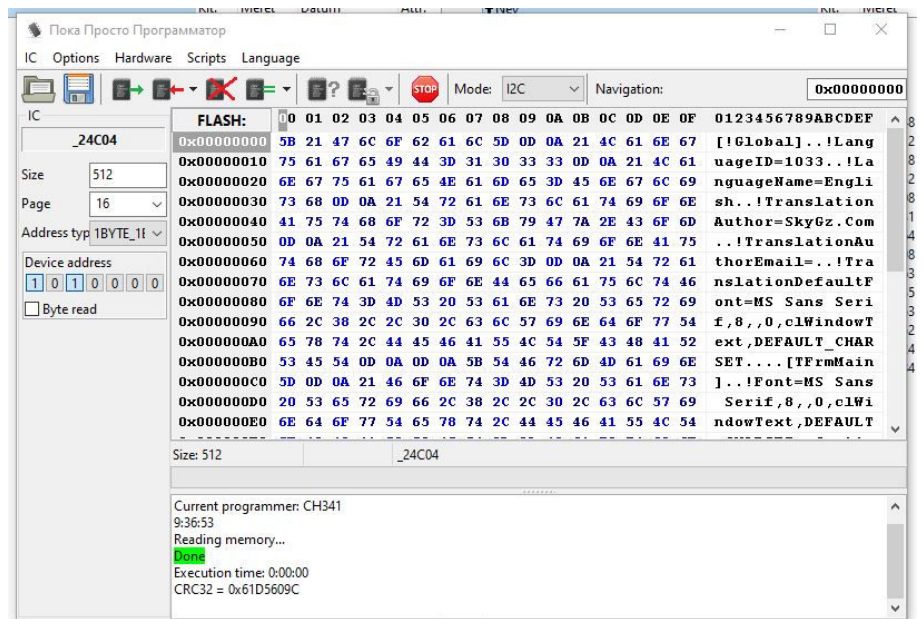 Пока Просто Программатор
IC Options Hardware Scripts Language
STOP Mode: I2C Navigation: 0x00000000
IC
_24C04
Size 512
Page 16
Address typ 1BYTE_1E
Device address
1 0 1 0 0 0 0
Byte read
FLASH: 00 01 02 03 04 05 06 07 08 09 0A 0B 0C 0D 0E 0F 0123456789ABCDEF
0x00000000 5B 21 47 6C 6F 62 61 6C 5D 0D 0A 21 4C 61 6E 67 [!Global]..!Lang
0x00000010 75 61 67 65 49 44 3D 31 30 33 33 0D 0A 21 4C 61 uageID=1033..!La
0x00000020 6E 67 75 61 67 65 4E 61 6D 65 3D 45 6E 67 6C 69 nguageName=Engli
0x00000030 73 68 0D 0A 21 54 72 61 6E 73 6C 61 74 69 6F 6E sh..!Translation
0x00000040 41 75 74 68 6F 72 3D 53 6B 79 47 7A 2E 43 6F 6D Author=SkyGz.Com
0x00000050 0D 0A 21 54 72 61 6E 73 6C 61 74 69 6F 6E 41 75 ..!TranslationAu
0x00000060 74 68 6F 72 45 6D 61 69 6C 3D 0D 0A 21 54 72 61 thorEmail=..!Tra
0x00000070 6E 73 6C 61 74 69 6F 6E 44 65 66 61 75 6C 74 46 nslationDefaultF
0x00000080 6F 6E 74 3D 4D 53 20 53 61 6E 73 20 53 65 72 69 ont=MS Sans Seri
0x00000090 66 2C 38 2C 2C 30 2C 63 6C 57 69 6E 64 6F 77 54 f,8,,0,clWindowT
0x000000A0 65 78 74 2C 44 45 46 41 55 4C 54 5F 43 48 41 52 ext,DEFAULT_CHAR
0x000000B0 53 45 54 0D 0A 0D 0A 5B 54 46 72 6D 4D 61 69 6E SET....[TFrmMain
0x000000C0 5D 0D 0A 21 46 6F 6E 74 3D 4D 53 20 53 61 6E 73 ]..!Font=MS Sans
0x000000D0 20 53 65 72 69 66 2C 38 2C 2C 30 2C 63 6C 57 69 Serif,8,,0,clWi
0x000000E0 6E 64 6F 77 54 65 78 74 2C 44 45 46 41 55 4C 54 ndowText,DEFAULT
Size: 512 _24C04
Current programmer: CH341
9:36:53
Reading memory...
Done
Execution time: 0:00:00
CRC32 = 0x61D5609C